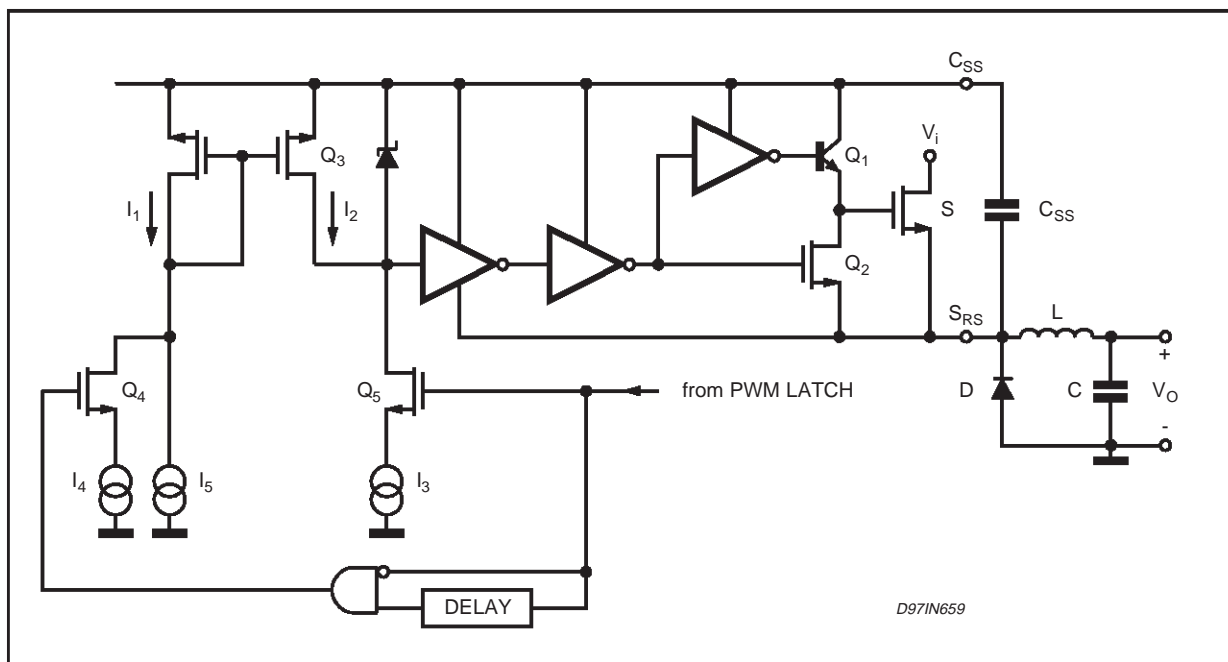 C_SS
V_i
Q_3
Q_1
I_1
I_2
S
C_SS
Q_2
S_RS
L
Q_4
Q_5
from PWM LATCH
D
C
V_O
+
-
I_4
I_5
I_3
DELAY
D97IN659